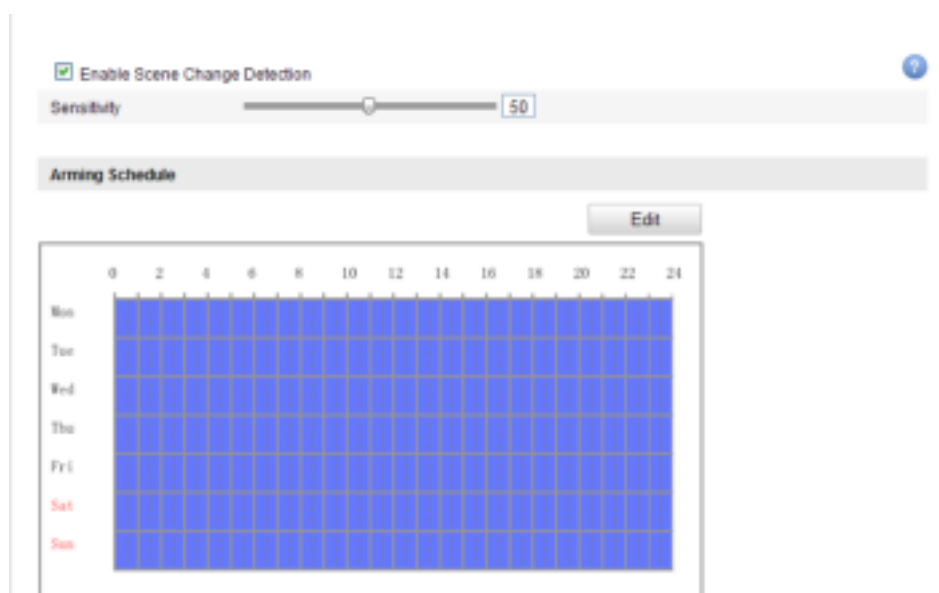 Enable Scene Change Detection
?
Sensitivity 50
Arming Schedule
Edit
0 2 4 6 8 10 12 14 16 18 20 22 24
Mon
Tue
Wed
Thu
Fri
Sat
Sun